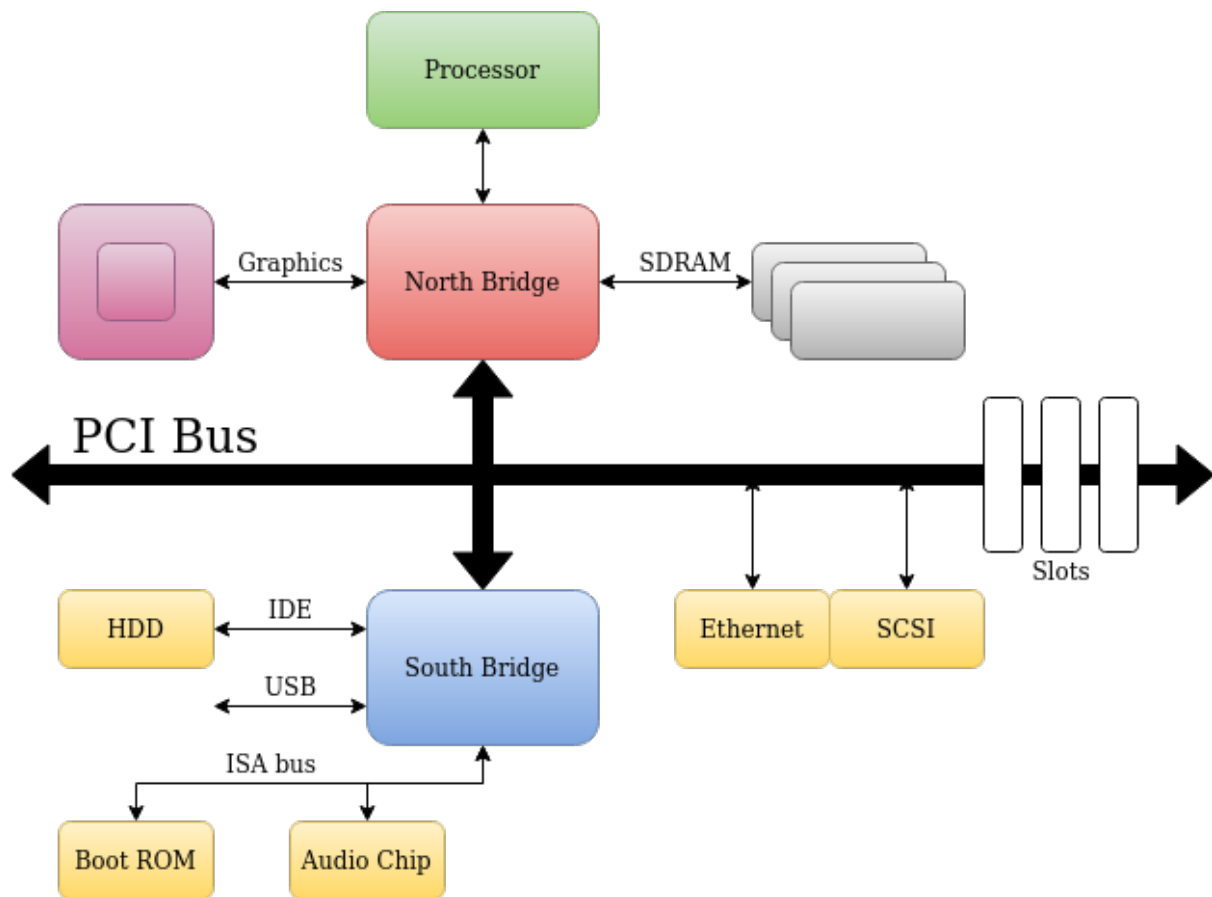 Processor
Graphics
North Bridge
SDRAM
PCI Bus
Slots
HDD
IDE
South Bridge
Ethernet
SCSI
USB
ISA bus
Boot ROM
Audio Chip